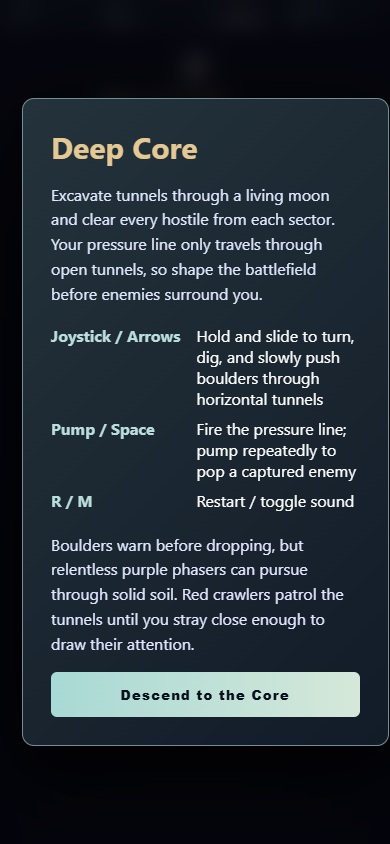 Deep Core
Excavate tunnels through a living moon
and clear every hostile from each sector.
Your pressure line only travels through
open tunnels, so shape the battlefield
before enemies surround you.
Joystick / Arrows Hold and slide to turn,
dig, and slowly push
boulders through
horizontal tunnels
Pump / Space Fire the pressure line;
pump repeatedly to
pop a captured enemy
R / M Restart / toggle sound
Boulders warn before dropping, but
relentless purple phasers can pursue
through solid soil. Red crawlers patrol the
tunnels until you stray close enough to
draw their attention.
Descend to the Core